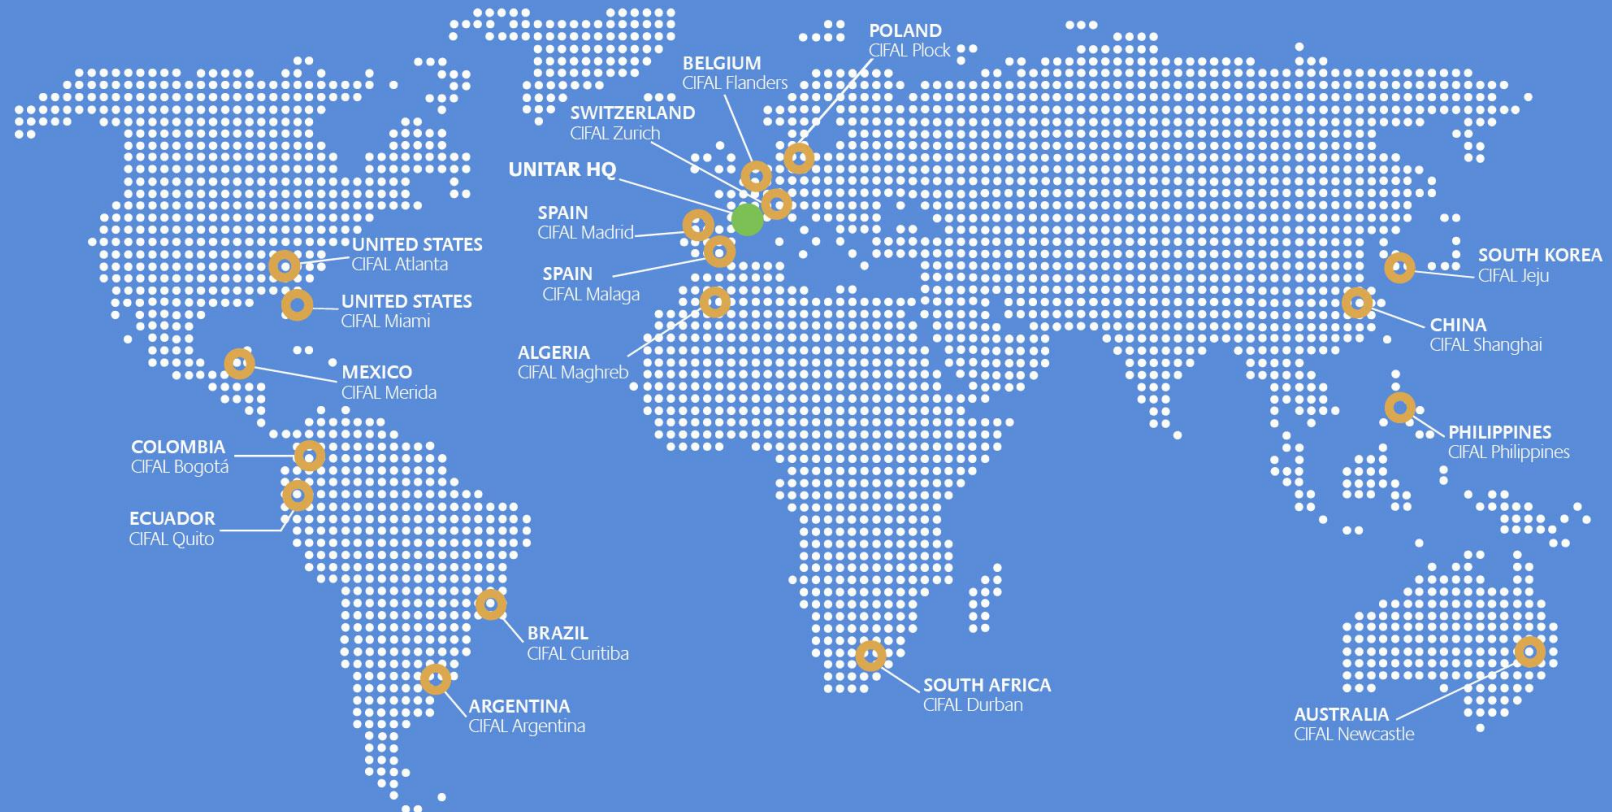 POLAND
CIFAL Plock
BELGIUM
CIFAL Flanders
SWITZERLAND
CIFAL Zurich
UNITAR HQ
SPAIN
CIFAL Madrid
SPAIN
CIFAL Malaga
ALGERIA
CIFAL Maghreb
UNITED STATES
CIFAL Atlanta
UNITED STATES
CIFAL Miami
MEXICO
CIFAL Merida
COLOMBIA
CIFAL Bogotá
ECUADOR
CIFAL Quito
BRAZIL
CIFAL Curitiba
ARGENTINA
CIFAL Argentina
SOUTH AFRICA
CIFAL Durban
SOUTH KOREA
CIFAL Jeju
CHINA
CIFAL Shanghai
PHILIPPINES
CIFAL Philippines
AUSTRALIA
CIFAL Newcastle